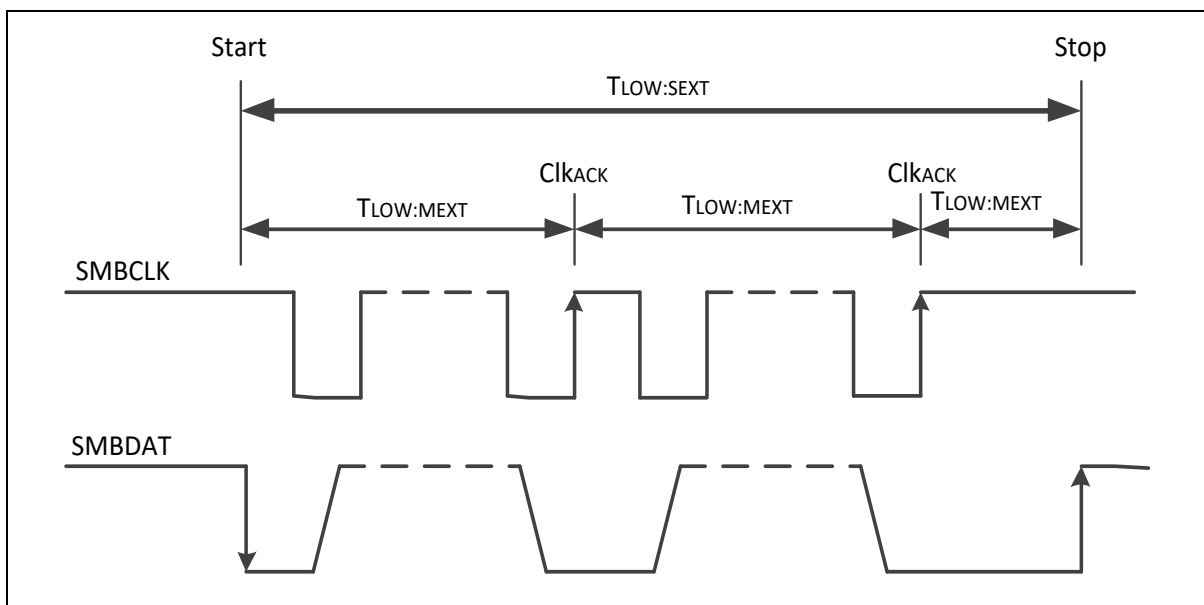 Start Stop
TLOW:SEXT
ClkACK ClkACK
TLOW:MEXT TLOW:MEXT TLOW:MEXT
SMBCLK
SMBDAT